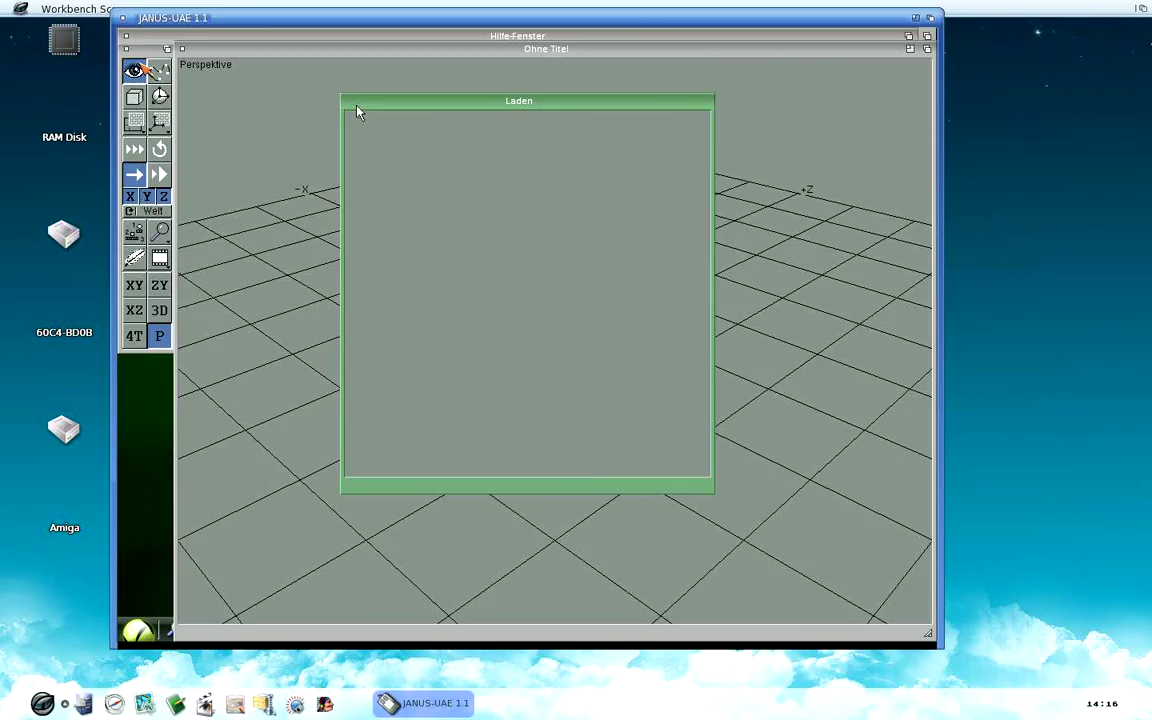 Workbench Sc
JANUS-UAE 1.1
Hilfe-Fenster
Ohne Titel
Perspektive
Laden
-X
+Z
X Y Z
Welt
XY ZY
XZ 3D
4T P
RAM Disk
60C4-BD0B
Amiga
JANUS-UAE 1.1
14:16